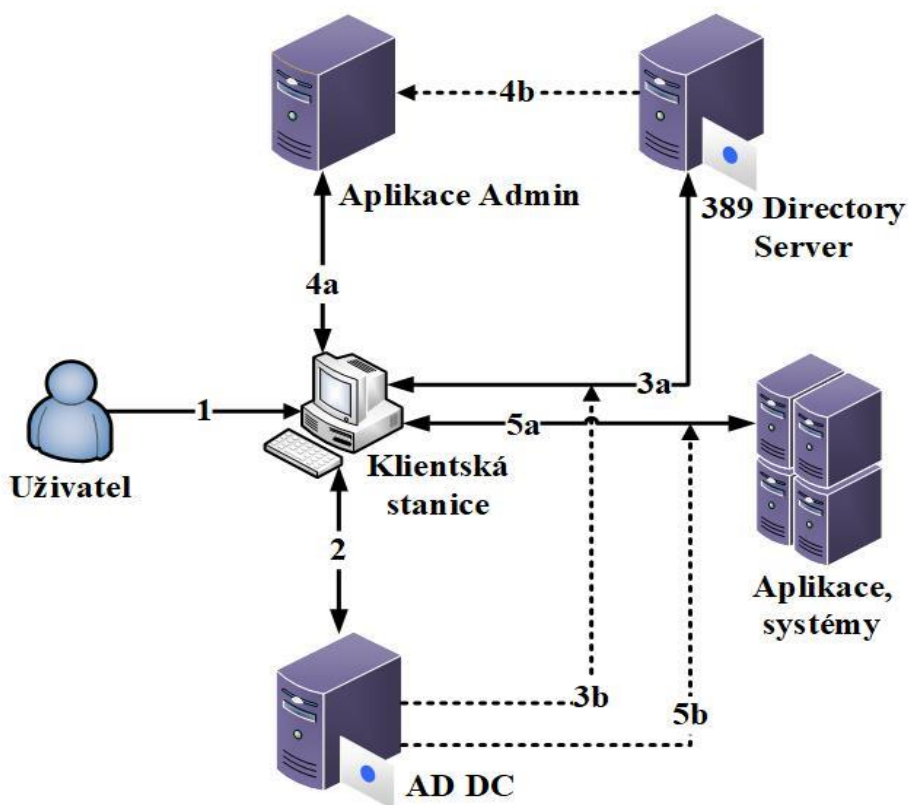 4b
Aplikace Admin
389 Directory
Server
4a
3a
1
5a
Uživatel
Klientská
stanice
2
Aplikace,
systémy
3b
5b
AD DC